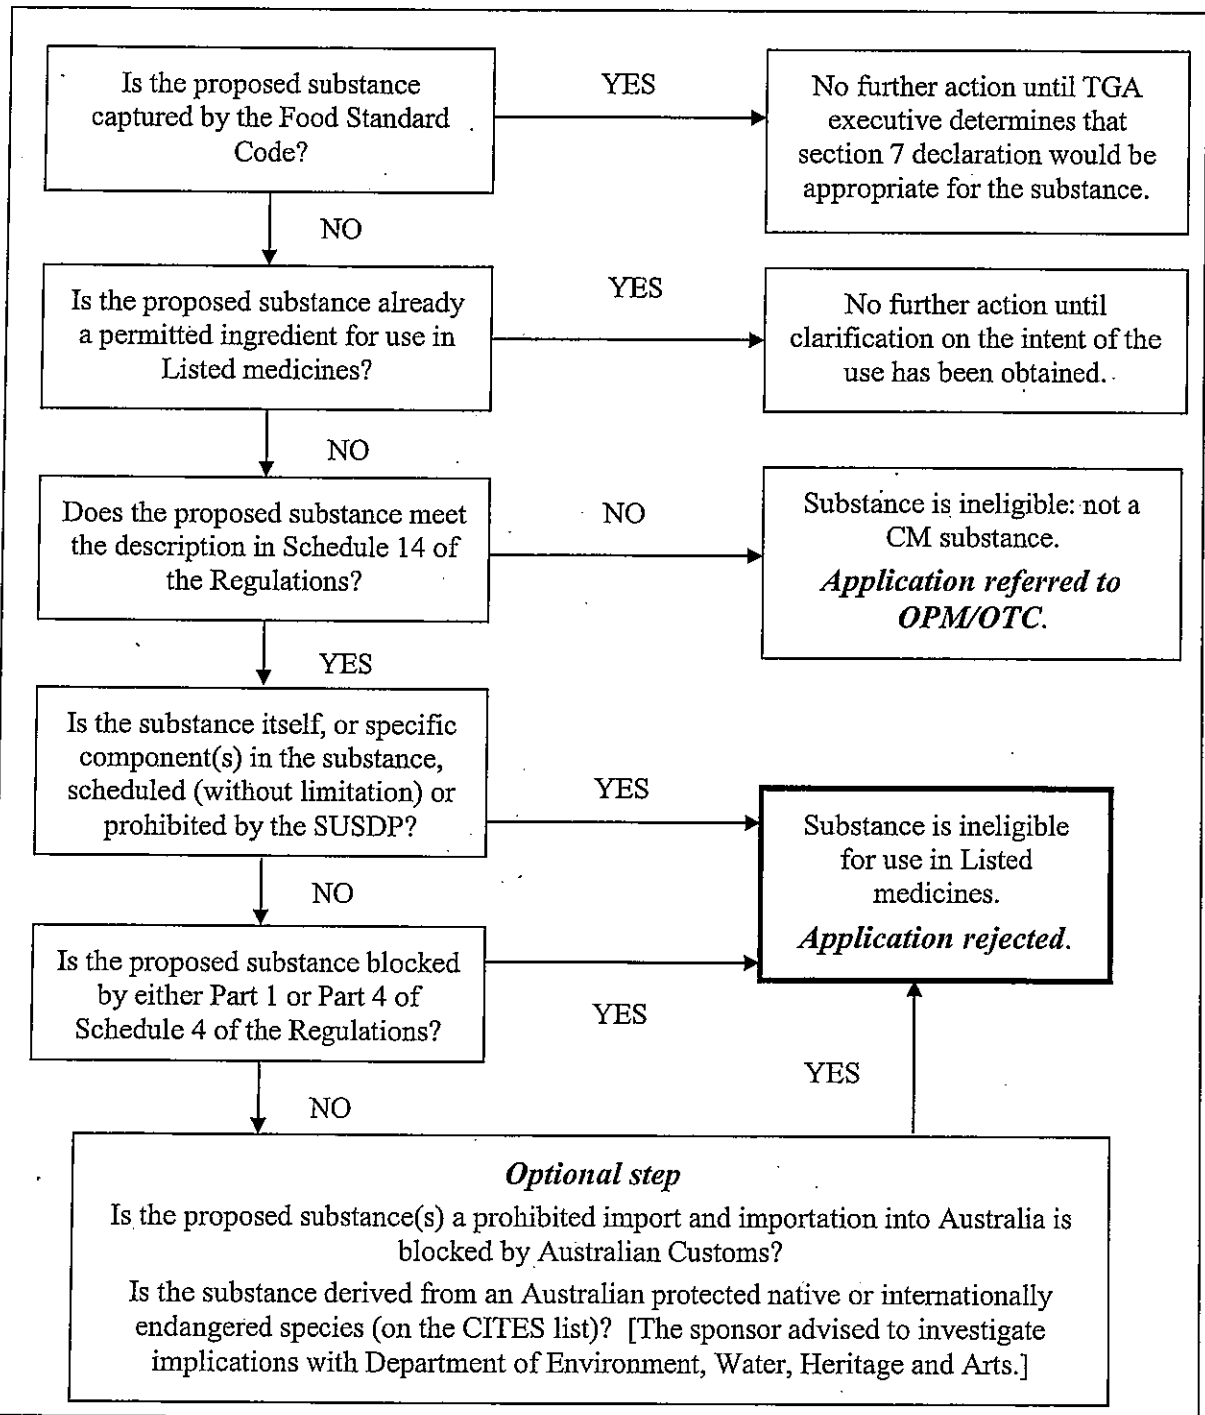 Is the proposed substance
captured by the Food Standard
Code?
YES
No further action until TGA
executive determines that
section 7 declaration would be
appropriate for the substance.
NO
Is the proposed substance already
a permitted ingredient for use in
Listed medicines?
YES
No further action until
clarification on the intent of the
use has been obtained.
NO
Does the proposed substance meet
the description in Schedule 14 of
the Regulations?
NO
Substance is ineligible: not a
CM substance.
Application referred to
OPM/OTC.
YES
Is the substance itself, or specific
component(s) in the substance,
scheduled (without limitation) or
prohibited by the SUSDP?
YES
Substance is ineligible
for use in Listed
medicines.
Application rejected.
NO
Is the proposed substance blocked
by either Part 1 or Part 4 of
Schedule 4 of the Regulations?
YES
YES
NO
Optional step
Is the proposed substance(s) a prohibited import and importation into Australia is
blocked by Australian Customs?
Is the substance derived from an Australian protected native or internationally
endangered species (on the CITES list)? [The sponsor advised to investigate
implications with Department of Environment, Water, Heritage and Arts.]